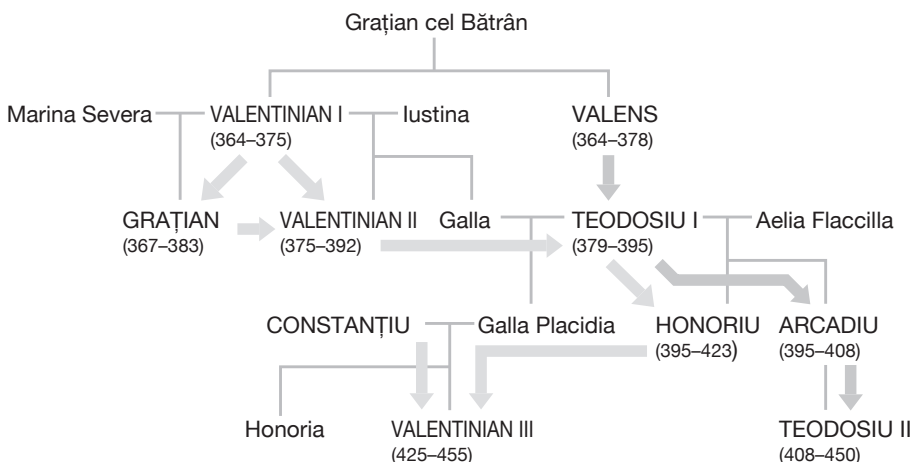 Grațian cel Bătrân
Marina Severa
VALENTINIAN I
(364–375)
Iustina
VALENS
(364–378)
GRAȚIAN
(367–383)
VALENTINIAN II
(375–392)
Galla
TEODOSIU I
(379–395)
Aelia Flaccilla
CONSTANȚIU
Galla Placidia
HONORIU
(395–423)
ARCADIU
(395–408)
Honoria
VALENTINIAN III
(425–455)
TEODOSIU II
(408–450)